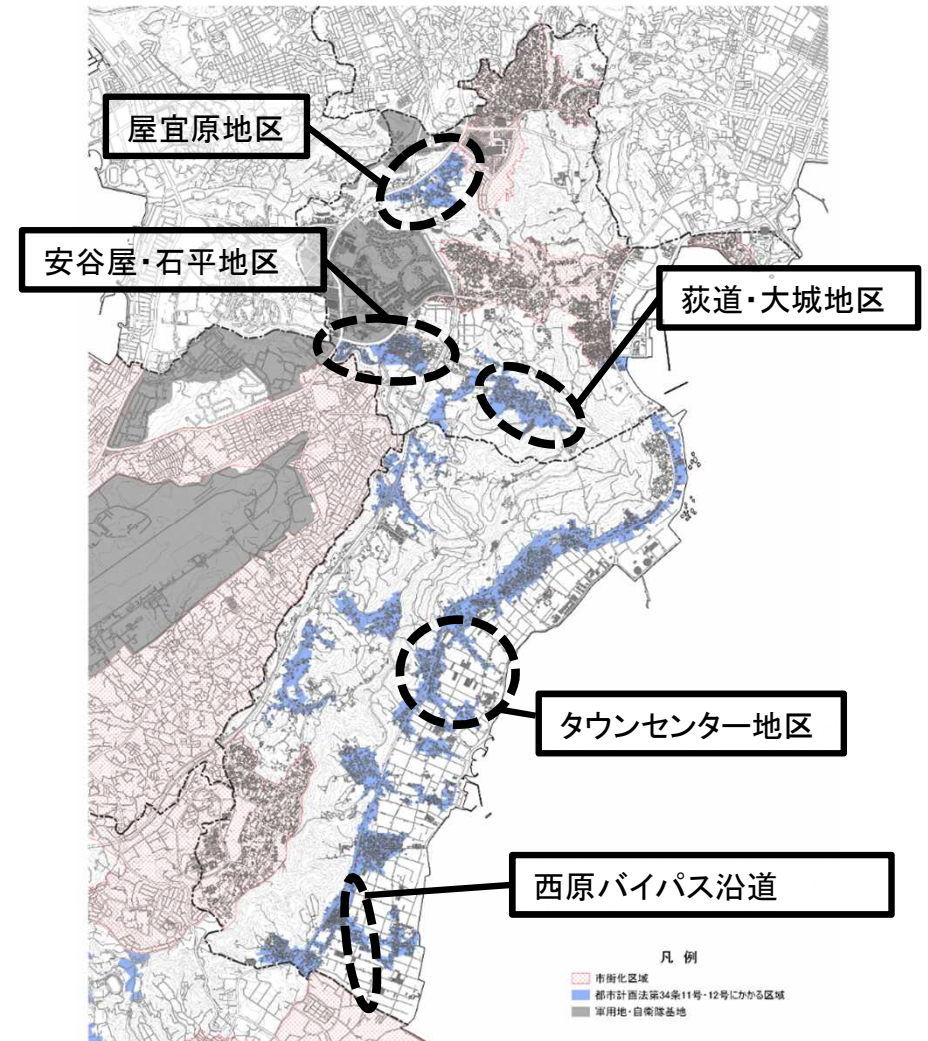 屋宜原地区
安谷屋・石平地区
荻道・大城地区
タウンセンター地区
西原バイパス沿道
凡 例
市街化区域
都市計画法第34条11号・12号にかかる区域
軍用地・自衛隊基地